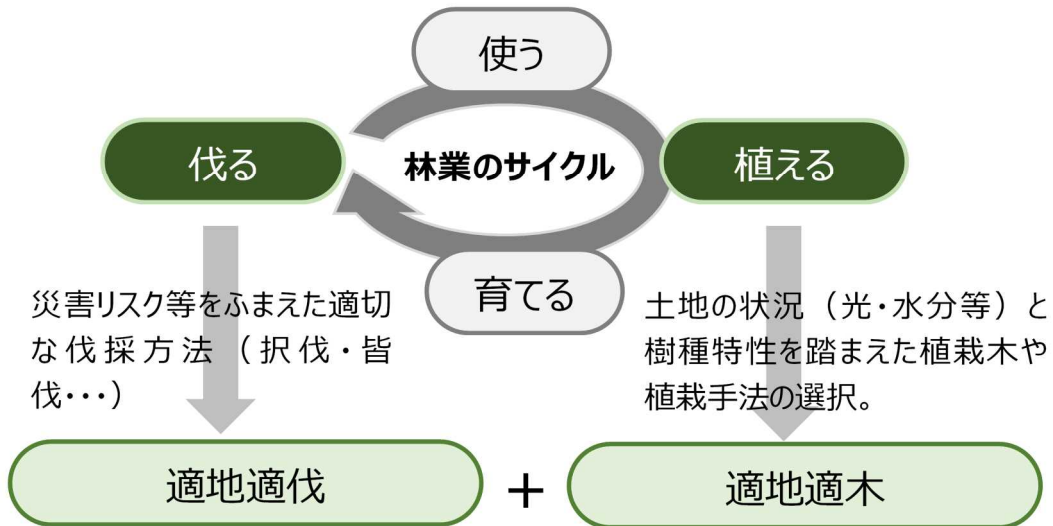 使う
伐る
林業のサイクル
植える
育てる
災害リスク等をふまえた適切
な伐採方法（択伐・皆
伐・・・）
土地の状況（光・水分等）と
樹種特性を踏まえた植栽木や
植栽手法の選択。
適地適伐
+
適地適木